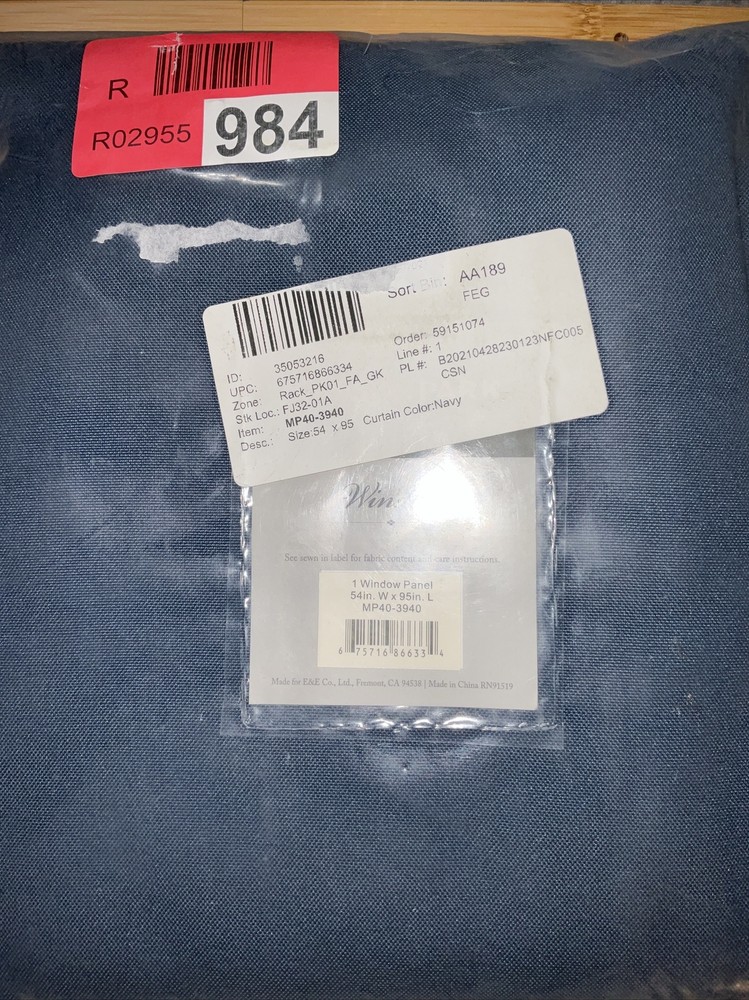 R
R02955
984
Sort Bin: AA189
FEG
ID: 35053216
UPC: 675716866334
Zone: Rack_PK01_FA_GK
Stk Loc.: FJ32-01A
Item: MP40-3940
Desc.: Size:54 x 95 Curtain Color:Navy
Order: 59151074
Line #: 1
PL #: B20210428230123NFC005
CSN
See sewn in label for fabric content and care instructions.
1 Window Panel
54in. W x 95in. L
MP40-3940
6 75716 86633 4
Made for E&E Co., Ltd., Fremont, CA 94538 | Made in China RN91519